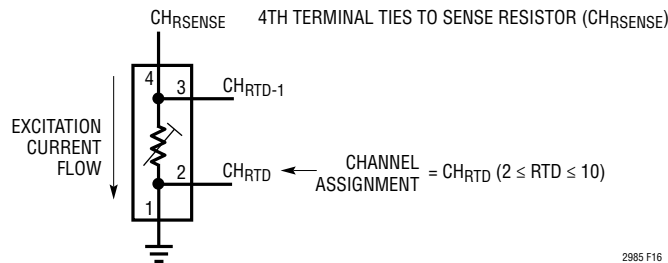 CHRSENSE 4TH TERMINAL TIES TO SENSE RESISTOR (CHRSENSE)
4
3 CHRTD-1
EXCITATION
CURRENT
FLOW
2 CHRTD
CHANNEL
ASSIGNMENT = CHRTD (2 ≤ RTD ≤ 10)
1
2985 F16